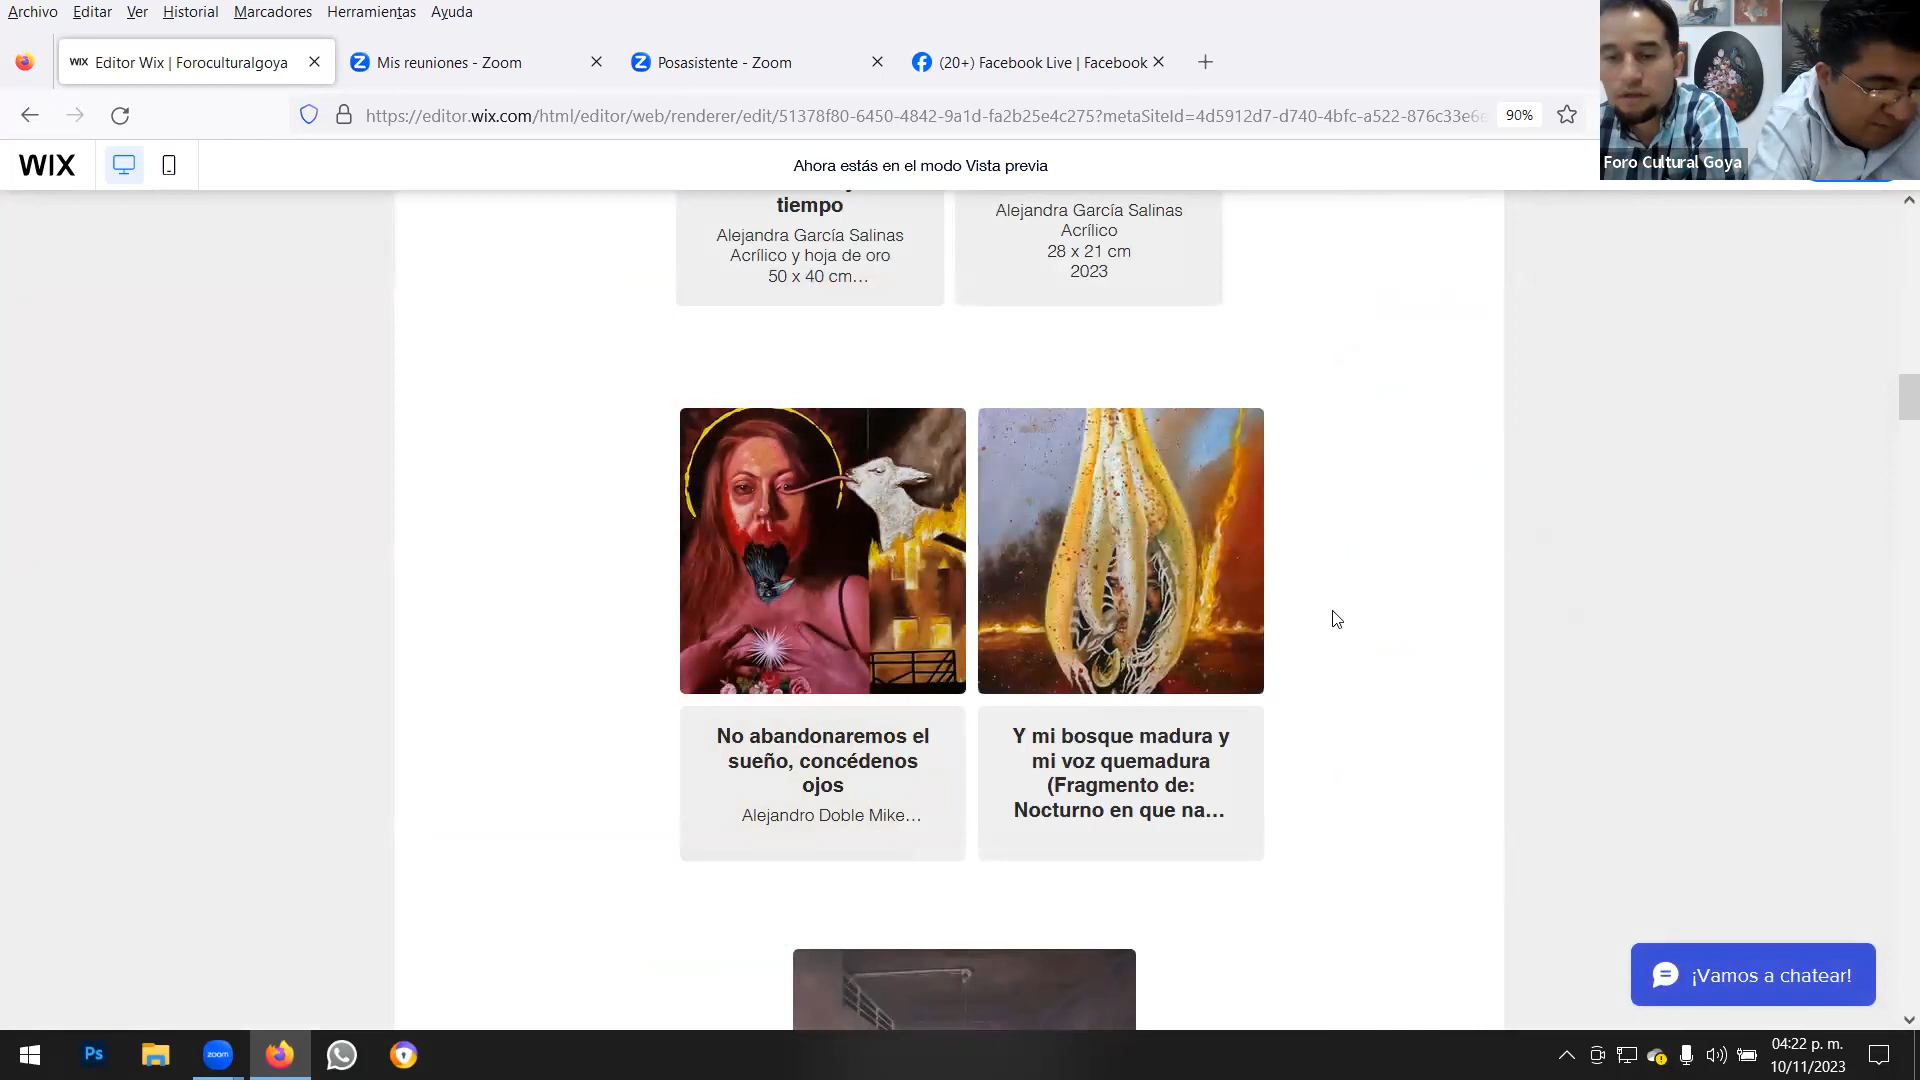 Archivo Editar Ver Historial Marcadores Herramientas Ayuda
WIX Editor Wix | Foroculturalgoya
Mis reuniones - Zoom
Posasistente - Zoom
(20+) Facebook Live | Facebook
https://editor.wix.com/html/editor/web/renderer/edit/51378f80-6450-4842-9a1d-fa2b25e4c275?metaSiteId=4d5912d7-d740-4bfc-a522-876c33e6
90%
Foro Cultural Goya
WIX
Ahora estás en el modo Vista previa
tiempo
Alejandra García Salinas
Acrílico y hoja de oro
50 x 40 cm…
Alejandra García Salinas
Acrílico
28 x 21 cm
2023
No abandonaremos el
sueño, concédenos
ojos
Alejandro Doble Mike…
Y mi bosque madura y
mi voz quemadura
(Fragmento de:
Nocturno en que na…
¡Vamos a chatear!
Ps
zoom
04:22 p. m.
10/11/2023